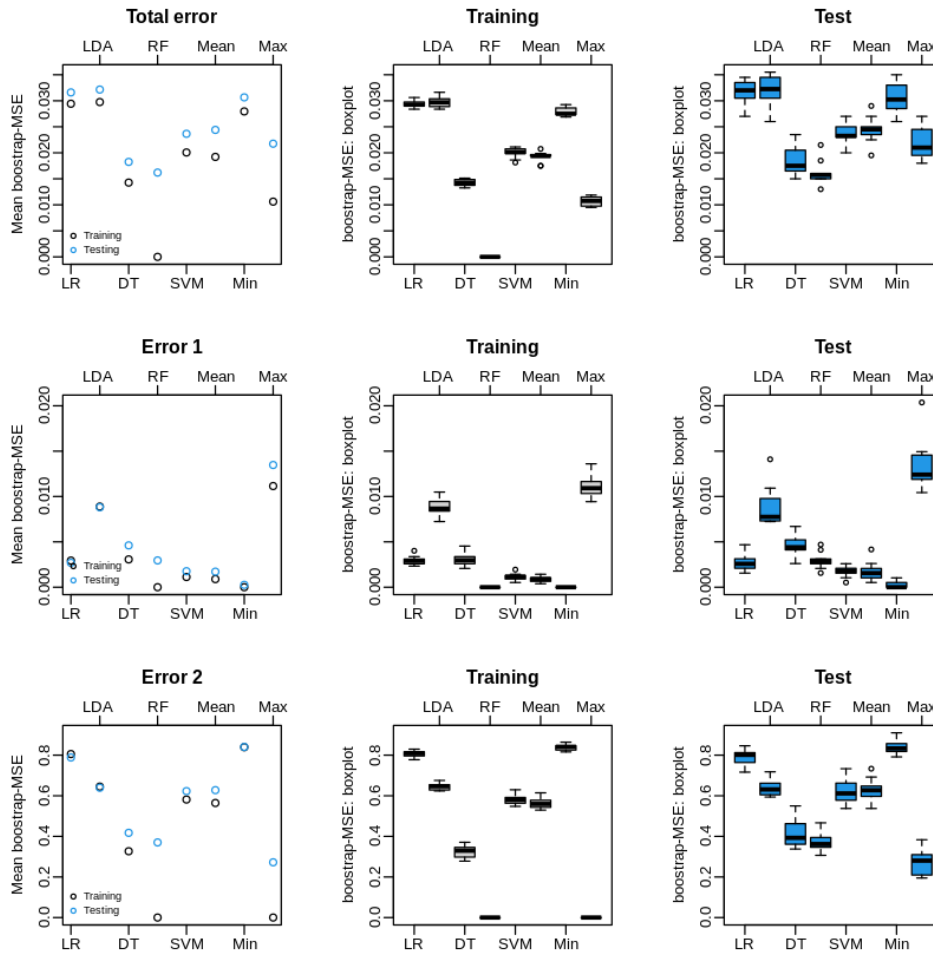 Total error
Training
Test
LDA RF Mean Max
LDA RF Mean Max
LDA RF Mean Max
Mean boostrap-MSE
0.000 0.010 0.020 0.030
Training
Testing
LR DT SVM Min
boostrap-MSE: boxplot
0.000 0.010 0.020 0.030
LR DT SVM Min
boostrap-MSE: boxplot
0.000 0.010 0.020 0.030
LR DT SVM Min
Error 1
Training
Test
LDA RF Mean Max
LDA RF Mean Max
LDA RF Mean Max
Mean boostrap-MSE
0.000 0.010 0.020
Training
Testing
LR DT SVM Min
boostrap-MSE: boxplot
0.000 0.010 0.020
LR DT SVM Min
boostrap-MSE: boxplot
0.000 0.010 0.020
LR DT SVM Min
Error 2
Training
Test
LDA RF Mean Max
LDA RF Mean Max
LDA RF Mean Max
Mean boostrap-MSE
0.0 0.2 0.4 0.6 0.8
Training
Testing
LR DT SVM Min
boostrap-MSE: boxplot
0.0 0.2 0.4 0.6 0.8
LR DT SVM Min
boostrap-MSE: boxplot
0.0 0.2 0.4 0.6 0.8
LR DT SVM Min